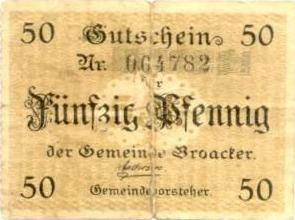 50 Gutschein 50
Nr. 064782
Fünfzig Pfennig
der Gemeinde Broacker.
50 50
Gemeindevorsteher.